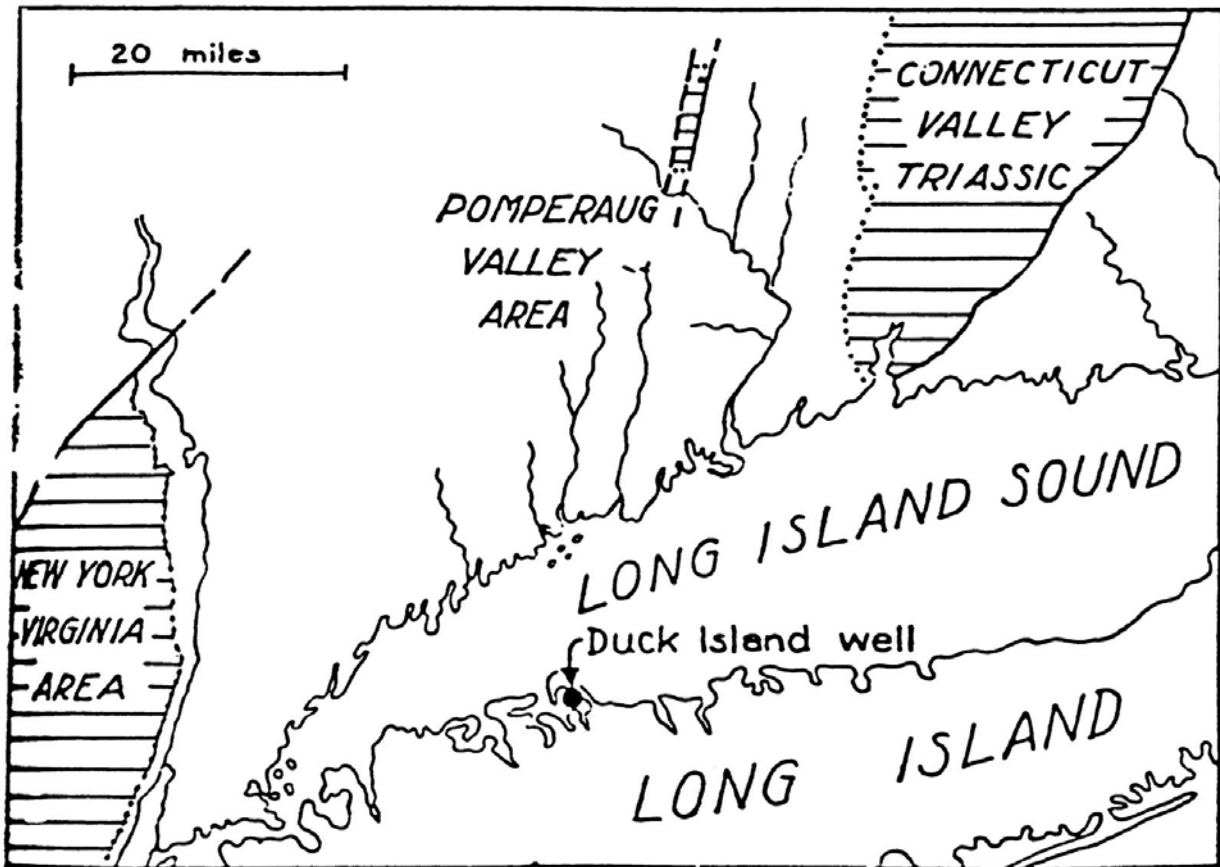 20 miles
CONNECTICUT
VALLEY
TRIASSIC
POMPERAUG
VALLEY
AREA
LONG ISLAND SOUND
NEW YORK
VIRGINIA
AREA
Duck Island well
LONG ISLAND